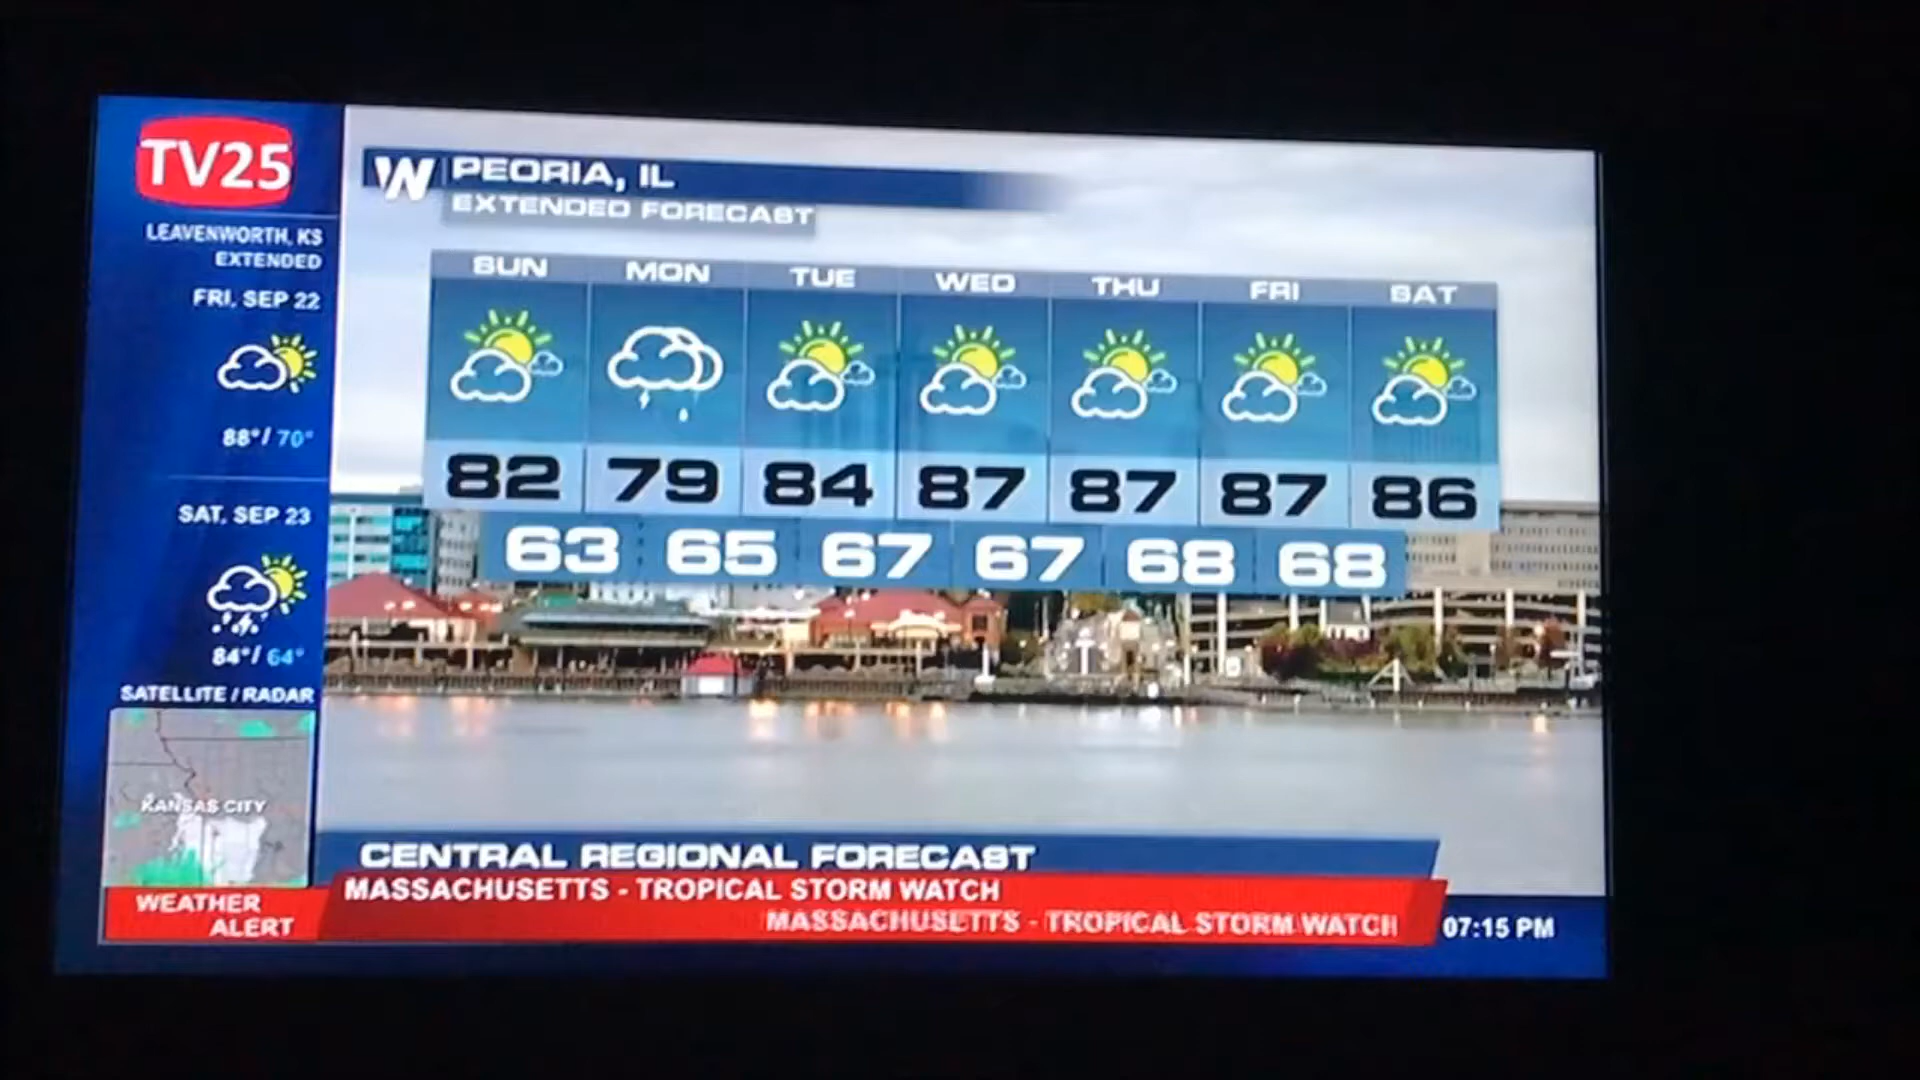 TV25
LEAVENWORTH, KS
EXTENDED
FRI, SEP 22
88°/ 70°
SAT, SEP 23
84°/ 64°
SATELLITE / RADAR
KANSAS CITY
WEATHER
ALERT
W PEORIA, IL
EXTENDED FORECAST
SUN MON TUE WED THU FRI SAT
82 79 84 87 87 87 86
63 65 67 67 68 68
CENTRAL REGIONAL FORECAST
MASSACHUSETTS - TROPICAL STORM WATCH
MASSACHUSETTS - TROPICAL STORM WATCH
07:15 PM